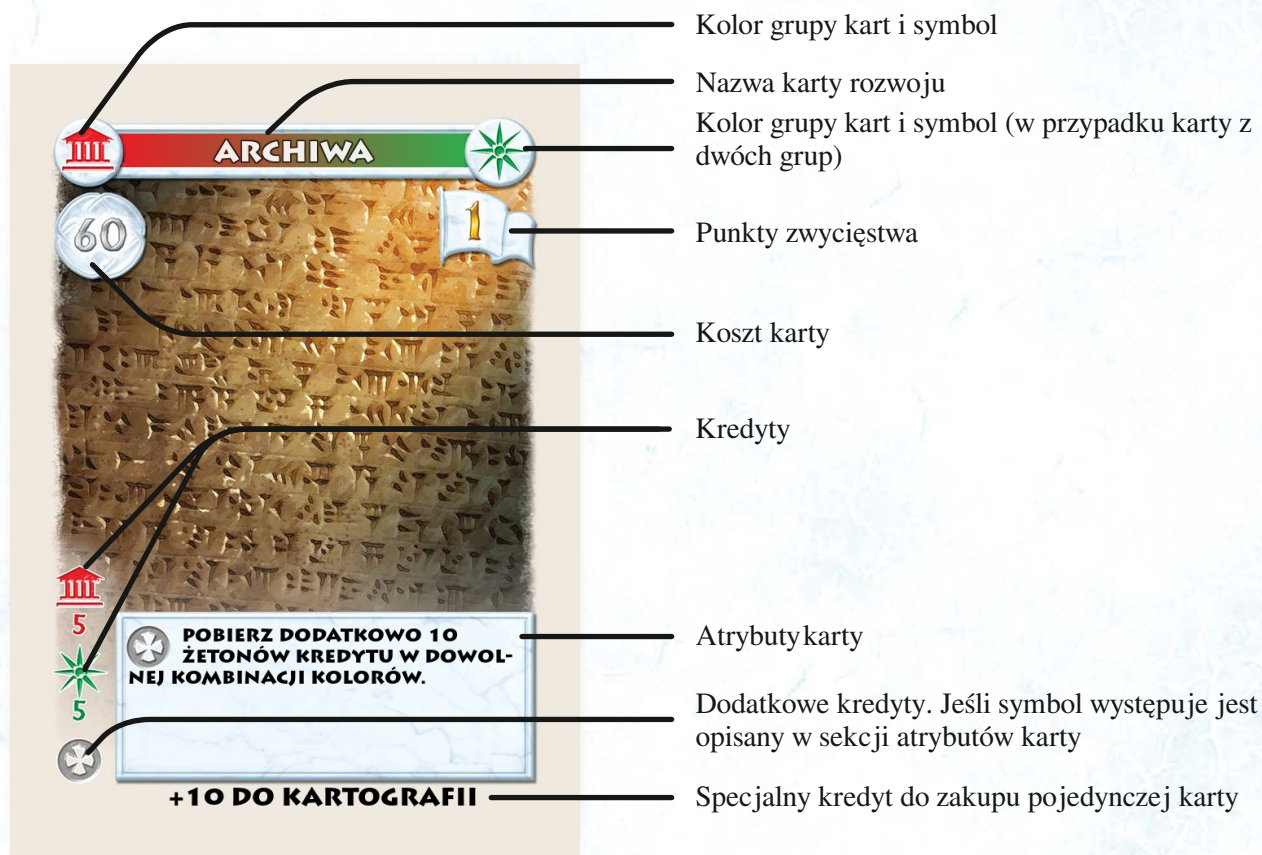 Kolor grupy kart i symbol
Nazwa karty rozwoju
Kolor grupy kart i symbol (w przypadku karty z
dwóch grup)
ARCHIWA
60
1
Punkty zwycięstwa
Koszt karty
Kredyty
5
5
POBIERZ DODATKOWO 10
ŻETONÓW KREDYTU W DOWOL-
NEJ KOMBINACJI KOLORÓW.
Atrybuty karty
Dodatkowe kredyty. Jeśli symbol występuje jest
opisany w sekcji atrybutów karty
+10 DO KARTOGRAFII
Specjalny kredyt do zakupu pojedynczej karty